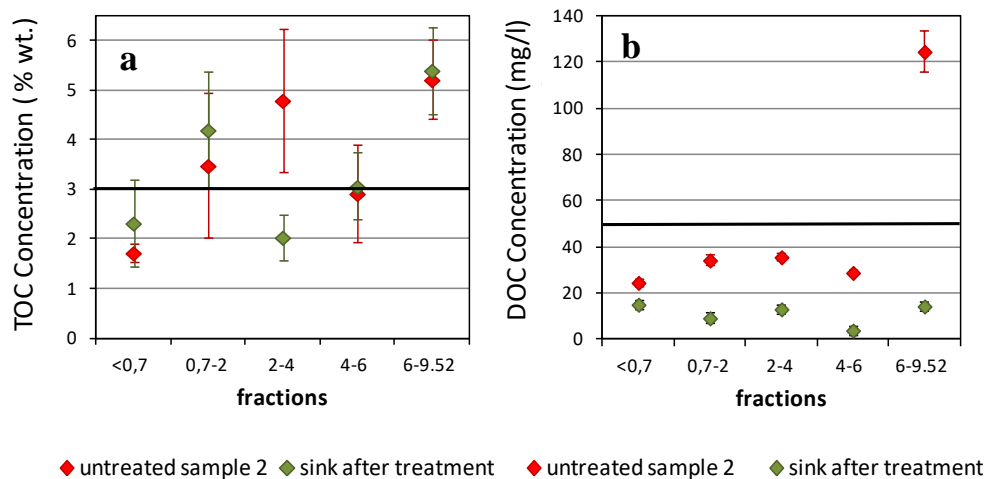 a
TOC Concentration ( % wt.)
6
5
4
3
2
1
0
<0,7 0,7-2 2-4 4-6 6-9.52
fractions
b
DOC Concentration (mg/l)
140
120
100
80
60
40
20
0
<0,7 0,7-2 2-4 4-6 6-9.52
fractions
untreated sample 2 sink after treatment untreated sample 2 sink after treatment